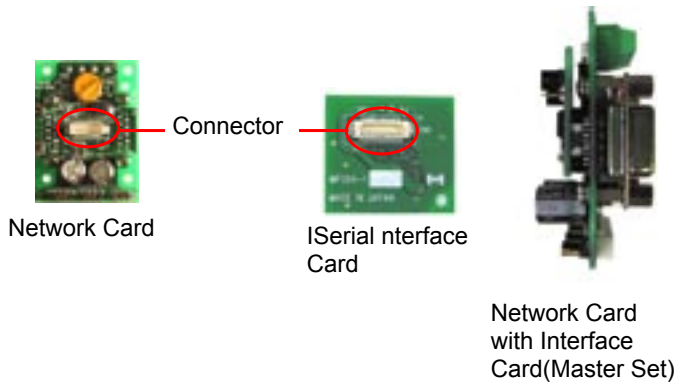 Connector
Network Card
ISerial nterface
Card
Network Card
with Interface
Card(Master Set)